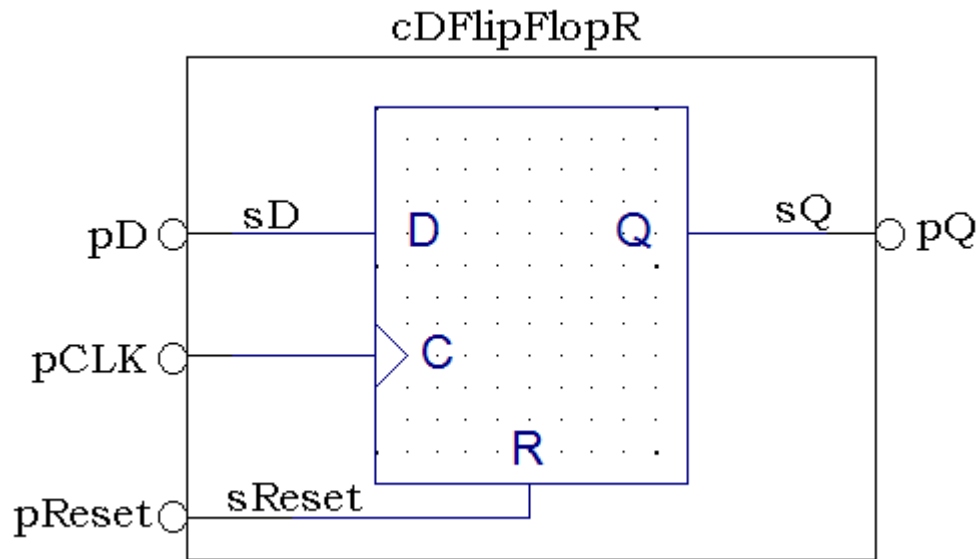 cDFlipFlopR
pD
sD
D
Q
sQ
pQ
pCLK
C
R
pReset
sReset